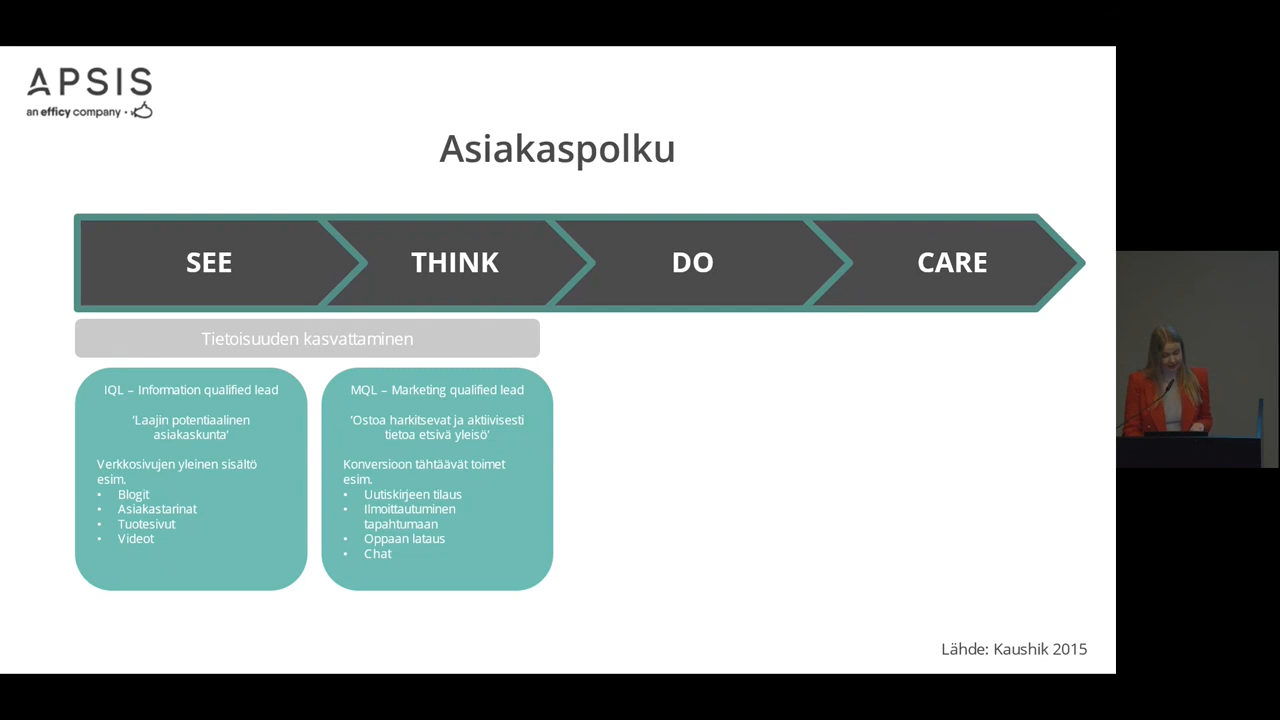 APSIS
an efficy company
Asiakaspolku
SEE
THINK
DO
CARE
Tietoisuuden kasvattaminen
IQL – Information qualified lead
'Laajin potentiaalinen
asiakaskunta'
Verkkosivujen yleinen sisältö
esim.
• Blogit
• Asiakastarinat
• Tuotesivut
• Videot
MQL – Marketing qualified lead
'Ostoa harkitsevat ja aktiivisesti
tietoa etsivä yleisö'
Konversioon tähtäävät toimet
esim.
• Uutiskirjeen tilaus
• Ilmoittautuminen
tapahtumaan
• Oppaan lataus
• Chat
Lähde: Kaushik 2015